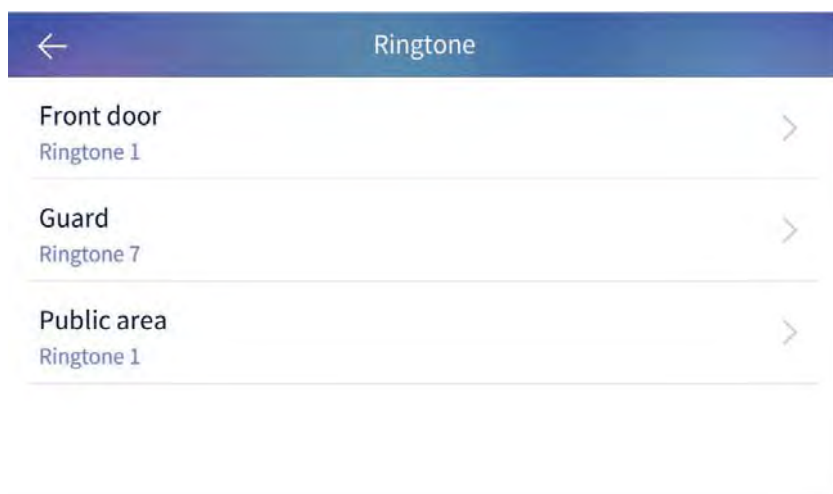 Ringtone
Front door
Ringtone 1
Guard
Ringtone 7
Public area
Ringtone 1